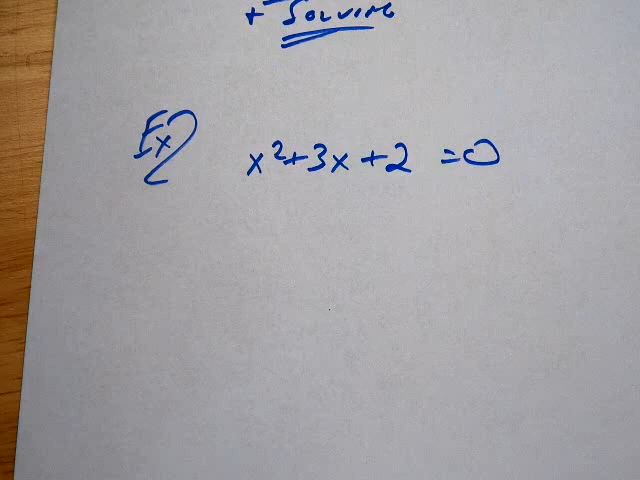 + SOLVING
Ex) x²+3x+2 =0